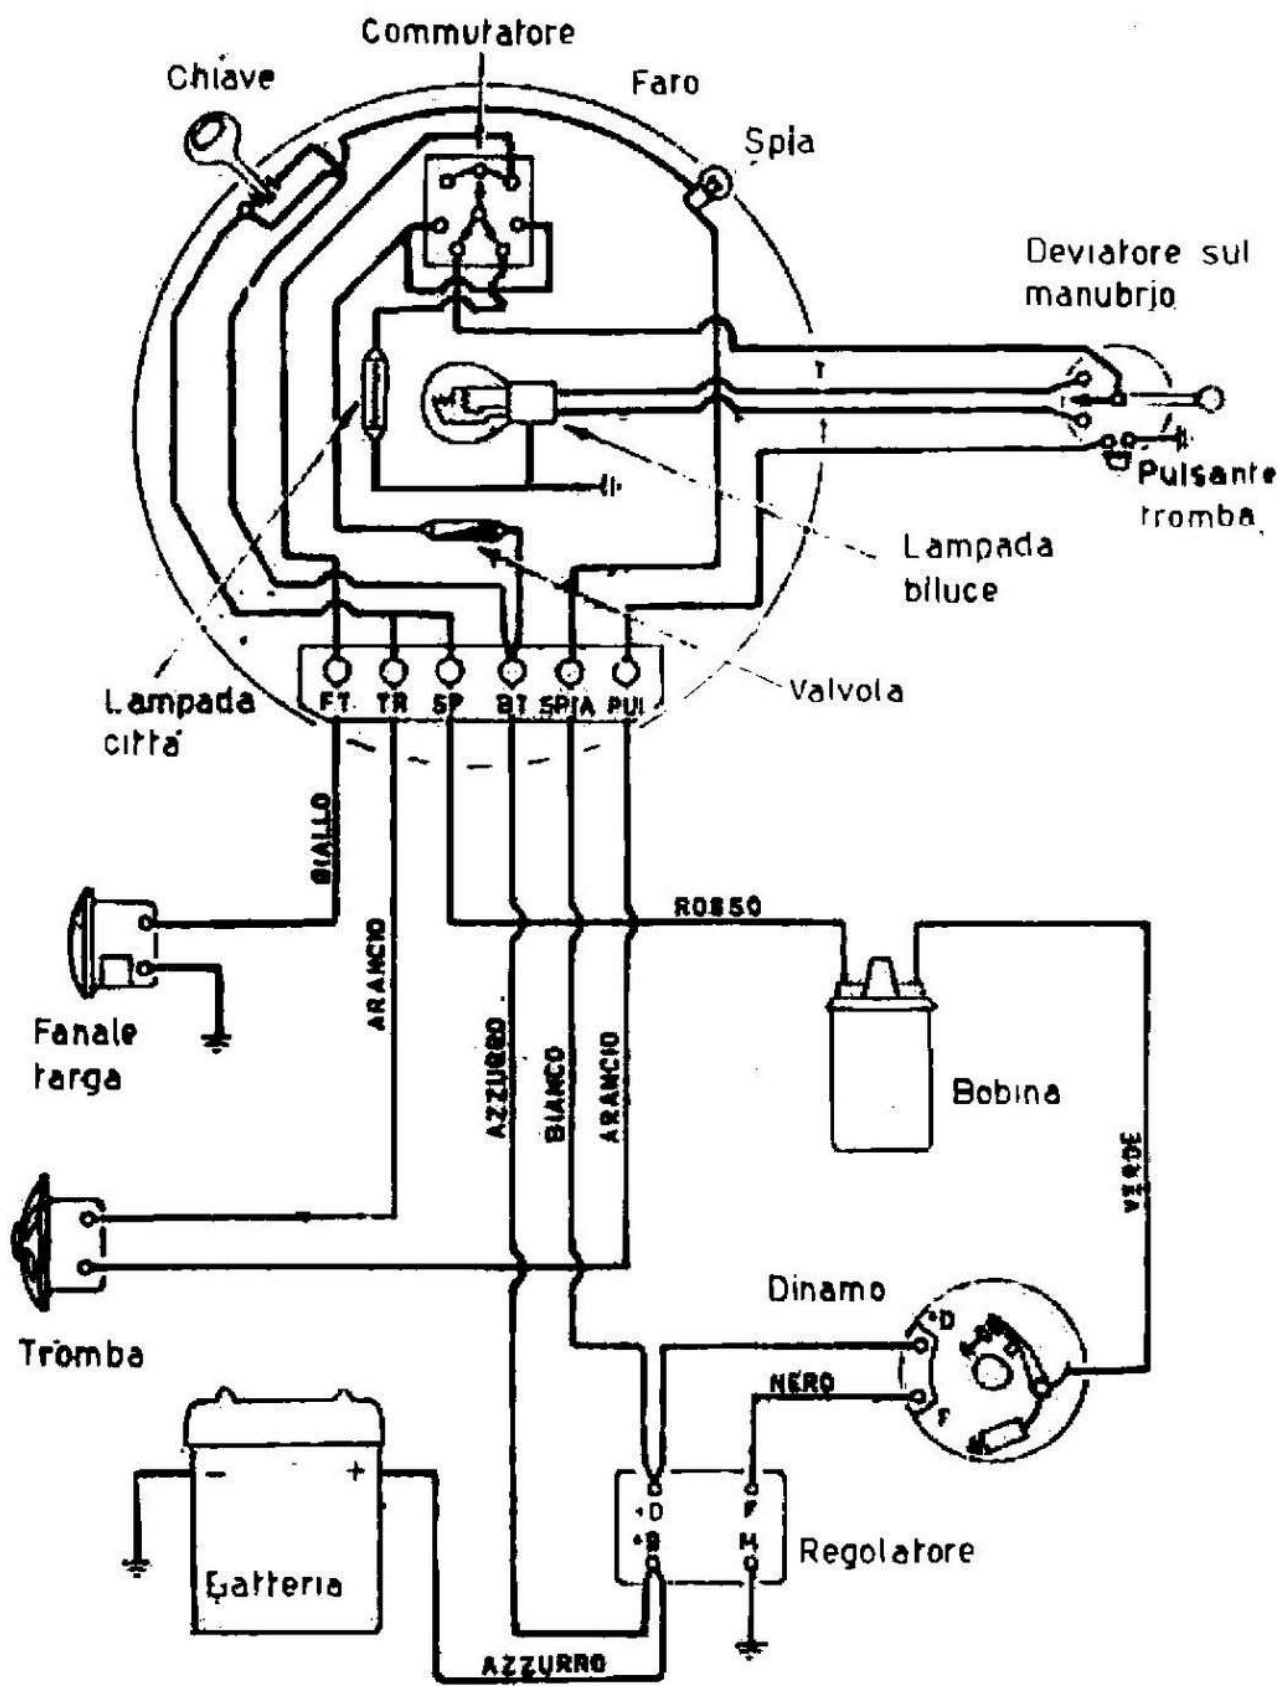 Commutatore
Chiave
Faro
Spia
Deviatore sul
manubrio
Pulsante
tromba
Lampada
biluce
Valvola
Lampada
città
FT TR SP BT SPIA PUL
GIALLO
ARANCIO
ROSSO
AZZURRO
BIANCO
ARANCIO
Fanale
targa
Bobina
VERDE
Tromba
Dinamo
+D
F
NERO
- +
Batteria
+D F
+B M
Regolatore
AZZURRO